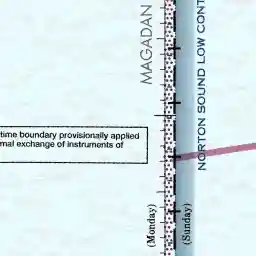 MAGADAN
NORTON SOUND LOW CONT
time boundary provisionally applied
mal exchange of instruments of
(Monday)
(Sunday)